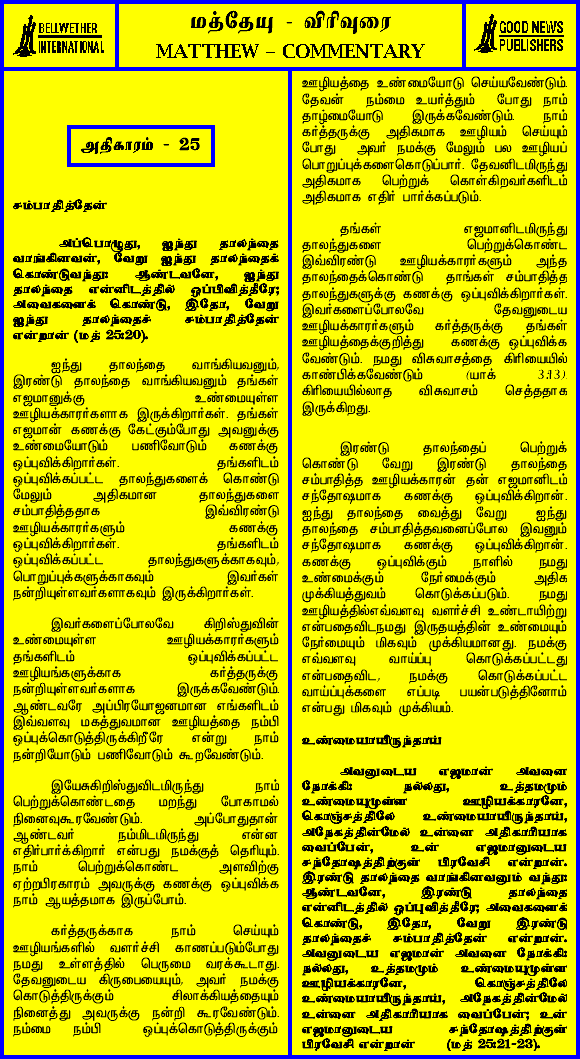 BELLWETHER
INTERNATIONAL
மத்தேயு - விரிவுரை
MATTHEW – COMMENTARY
GOOD NEWS
PUBLISHERS
அதிகாரம் - 25
சம்பாதித்தேன்
அப்பொழுது, ஐந்து தாலந்தை
வாங்கினவன், வேறு ஐந்து தாலந்தைக்
கொண்டுவந்து: ஆண்டவனே, ஐந்து
தாலந்தை என்னிடத்தில் ஒப்பிவித்தீரே;
அவைகளைக் கொண்டு, இதோ, வேறு
ஐந்து தாலந்தைச் சம்பாதித்தேன்
என்றான் (மத் 25:20).
ஐந்து தாலந்தை வாங்கியவனும்,
இரண்டு தாலந்தை வாங்கியவனும் தங்கள்
எஜமானுக்கு உண்மையுள்ள
ஊழியக்காரர்களாக இருக்கிறார்கள். தங்கள்
எஜமான் கணக்கு கேட்கும்போது அவனுக்கு
உண்மையோடும் பணிவோடும் கணக்கு
ஒப்புவிக்கிறார்கள். தங்களிடம்
ஒப்புவிக்கப்பட்ட தாலந்துகளைக் கொண்டு
மேலும் அதிகமான தாலந்துகளை
சம்பாதித்ததாக இவ்விரண்டு
ஊழியக்காரர்களும் கணக்கு
ஒப்புவிக்கிறார்கள். தங்களிடம்
ஒப்புவிக்கப்பட்ட தாலந்துகளுக்காகவும்,
பொறுப்புக்களுக்காகவும் இவர்கள்
நன்றியுள்ளவர்களாகவும் இருக்கிறார்கள்.
இவர்களைப்போலவே கிறிஸ்துவின்
உண்மையுள்ள ஊழியக்காரர்களும்
தங்களிடம் ஒப்புவிக்கப்பட்ட
ஊழியங்களுக்காக கர்த்தருக்கு
நன்றியுள்ளவர்களாக இருக்கவேண்டும்.
ஆண்டவரே அப்பிரயோஜனமான எங்களிடம்
இவ்வளவு மகத்துவமான ஊழியத்தை நம்பி
ஒப்புக்கொடுத்திருக்கிறீரே என்று நாம்
நன்றியோடும் பணிவோடும் கூறவேண்டும்.
இயேசுகிறிஸ்துவிடமிருந்து நாம்
பெற்றுக்கொண்டதை மறந்து போகாமல்
நினைவுகூரவேண்டும். அப்போதுதான்
ஆண்டவர் நம்மிடமிருந்து என்ன
எதிர்பார்க்கிறார் என்பது நமக்குத் தெரியும்.
நாம் பெற்றுக்கொண்ட அளவிற்கு
ஏற்றபிரகாரம் அவருக்கு கணக்கு ஒப்புவிக்க
நாம் ஆயத்தமாக இருப்போம்.
கர்த்தருக்காக நாம் செய்யும்
ஊழியங்களில் வளர்ச்சி காணப்படும்போது
நமது உள்ளத்தில் பெருமை வரக்கூடாது.
தேவனுடைய கிருபையையும், அவர் நமக்கு
கொடுத்திருக்கும் சிலாக்கியத்தையும்
நினைத்து அவருக்கு நன்றி கூரவேண்டும்.
நம்மை நம்பி ஒப்புக்கொடுத்திருக்கும்
ஊழியத்தை உண்மையோடு செய்யவேண்டும்.
தேவன் நம்மை உயர்த்தும் போது நாம்
தாழ்மையோடு இருக்கவேண்டும். நாம்
கர்த்தருக்கு அதிகமாக ஊழியம் செய்யும்
போது அவர் நமக்கு மேலும் பல ஊழியப்
பொறுப்புக்களைகொடுப்பார். தேவனிடமிருந்து
அதிகமாக பெற்றுக் கொள்கிறவர்களிடம்
அதிகமாக எதிர் பார்க்கப்படும்.
தங்கள் எஜமானிடமிருந்து
தாலந்துகளை பெற்றுக்கொண்ட
இவ்விரண்டு ஊழியக்காரர்களும் அந்த
தாலந்தைக்கொண்டு தாங்கள் சம்பாதித்த
தாலந்துகளுக்கு கணக்கு ஒப்புவிக்கிறார்கள்.
இவர்களைப்போலவே தேவனுடைய
ஊழியக்காரர்களும் கர்த்தருக்கு தங்கள்
ஊழியத்தைக்குறித்து கணக்கு ஒப்புவிக்க
வேண்டும். நமது விசுவாசத்தை கிரியையில்
காண்பிக்கவேண்டும் (யாக் 3:13).
கிரியையில்லாத விசுவாசம் செத்ததாக
இருக்கிறது.
இரண்டு தாலந்தைப் பெற்றுக்
கொண்டு வேறு இரண்டு தாலந்தை
சம்பாதித்த ஊழியக்காரன் தன் எஜமானிடம்
சந்தோஷமாக கணக்கு ஒப்புவிக்கிறான்.
ஐந்து தாலந்தை வைத்து வேறு ஐந்து
தாலந்தை சம்பாதித்தவனைப்போல இவனும்
சந்தோஷமாக கணக்கு ஒப்புவிக்கிறான்.
கணக்கு ஒப்புவிக்கும் நாளில் நமது
உண்மைக்கும் நேர்மைக்கும் அதிக
முக்கியத்துவம் கொடுக்கப்படும். நமது
ஊழியத்தில்எவ்வளவு வளர்ச்சி உண்டாயிற்று
என்பதைவிடநமது இருதயத்தின் உண்மையும்
நேர்மையும் மிகவும் முக்கியமானது. நமக்கு
எவ்வளவு வாய்ப்பு கொடுக்கப்பட்டது
என்பதைவிட, நமக்கு கொடுக்கப்பட்ட
வாய்ப்புக்களை எப்படி பயன்படுத்தினோம்
என்பது மிகவும் முக்கியம்.
உண்மையாயிருந்தாய்
அவனுடைய எஜமான் அவனை
நோக்கி: நல்லது, உத்தமமும்
உண்மையுமுள்ள ஊழியக்காரனே,
கொஞ்சத்திலே உண்மையாயிருந்தாய்,
அநேகத்தின்மேல் உன்னை அதிகாரியாக
வைப்பேன், உன் எஜமானுடைய
சந்தோஷத்திற்குள் பிரவேசி என்றான்.
இரண்டு தாலந்தை வாங்கினவனும் வந்து:
ஆண்டவனே, இரண்டு தாலந்தை
என்னிடத்தில் ஒப்புவித்தீரே; அவைகளைக்
கொண்டு, இதோ, வேறு இரண்டு
தாலந்தைச் சம்பாதித்தேன் என்றான்.
அவனுடைய எஜமான் அவனை நோக்கி:
நல்லது, உத்தமமும் உண்மையுமுள்ள
ஊழியக்காரனே, கொஞ்சத்திலே
உண்மையாயிருந்தாய், அநேகத்தின்மேல்
உன்னை அதிகாரியாக வைப்பேன்; உன்
எஜமானுடைய சந்தோஷத்திற்குள்
பிரவேசி என்றான் (மத் 25:21-23).